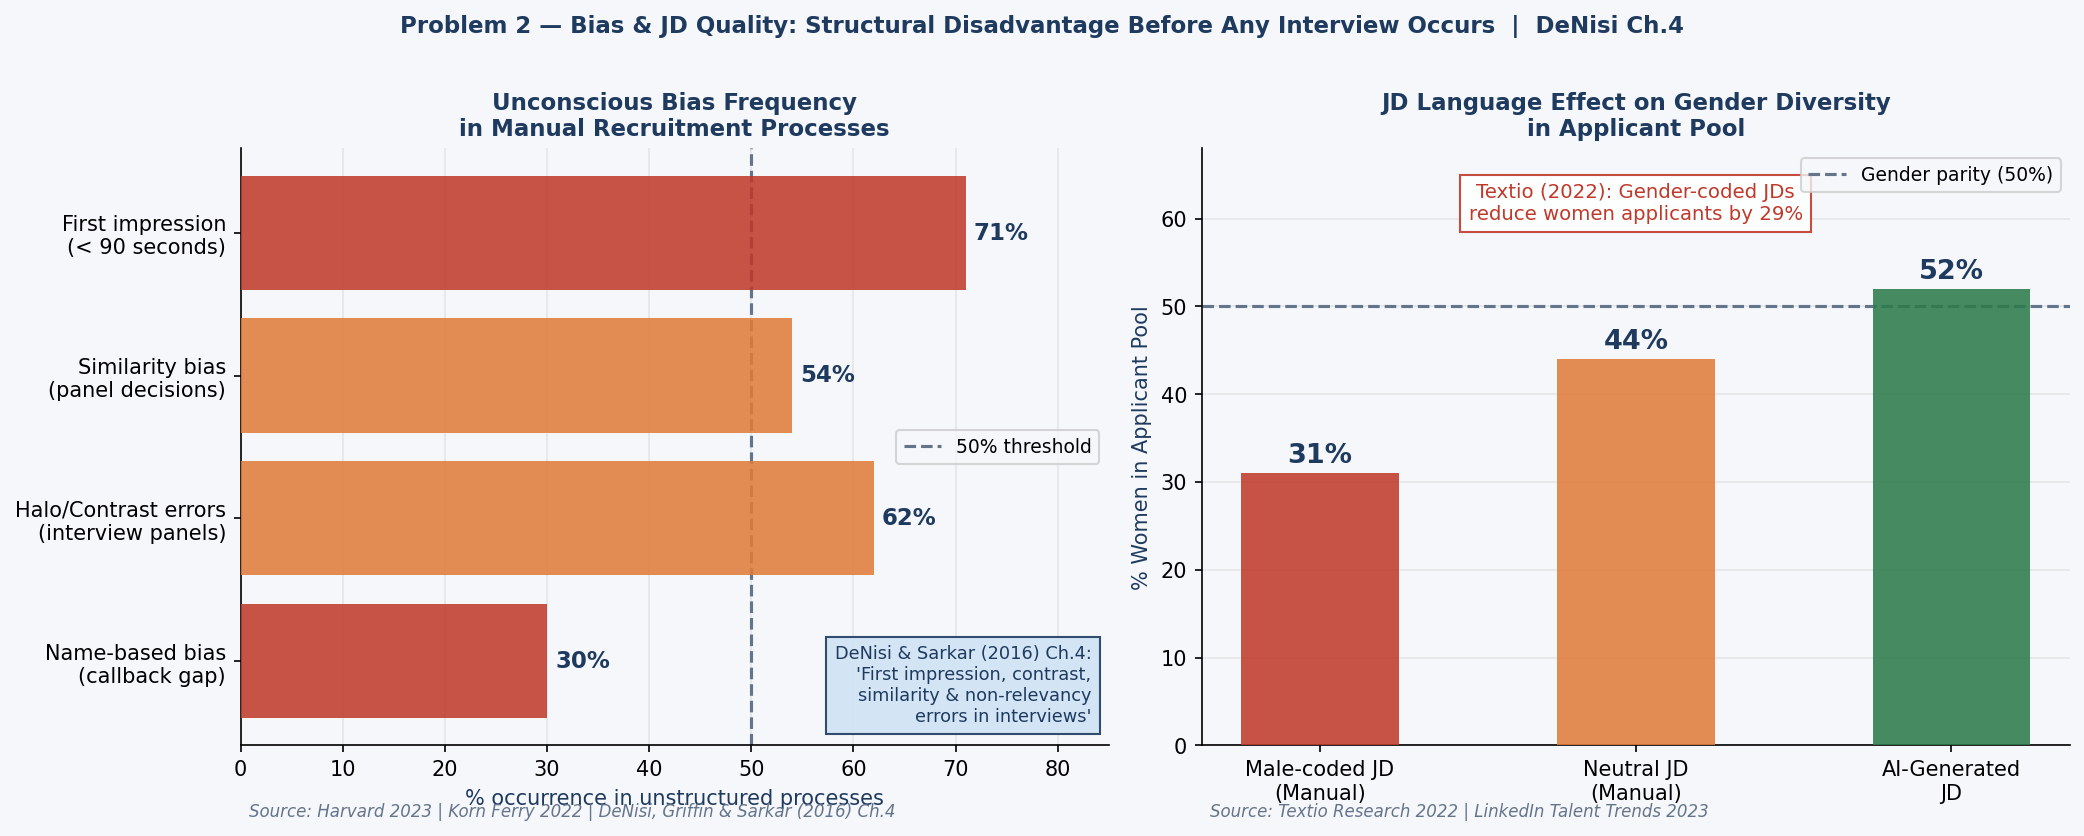 Problem 2 — Bias & JD Quality: Structural Disadvantage Before Any Interview Occurs | DeNisi Ch.4
Unconscious Bias Frequency
in Manual Recruitment Processes
First impression
(< 90 seconds)
71%
Similarity bias
(panel decisions)
54%
50% threshold
Halo/Contrast errors
(interview panels)
62%
Name-based bias
(callback gap)
30%
DeNisi & Sarkar (2016) Ch.4:
'First impression, contrast,
similarity & non-relevancy
errors in interviews'
0 10 20 30 40 50 60 70 80
% occurrence in unstructured processes
Source: Harvard 2023 | Korn Ferry 2022 | DeNisi, Griffin & Sarkar (2016) Ch.4
JD Language Effect on Gender Diversity
in Applicant Pool
Gender parity (50%)
Textio (2022): Gender-coded JDs
reduce women applicants by 29%
% Women in Applicant Pool
60
50
40
30
20
10
0
31%
44%
52%
Male-coded JD
(Manual)
Neutral JD
(Manual)
AI-Generated
JD
Source: Textio Research 2022 | LinkedIn Talent Trends 2023